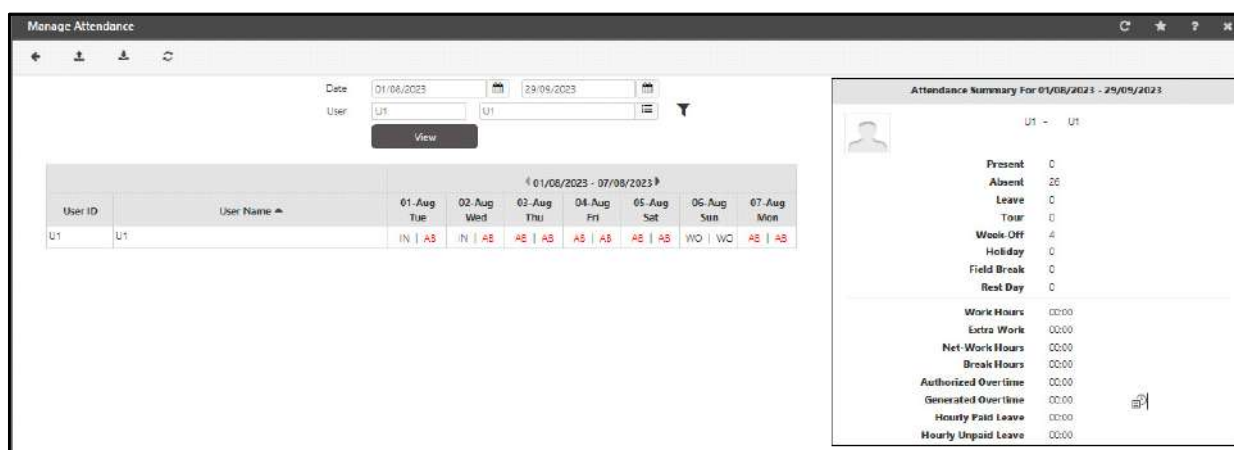 Manage Attendance
Date 01/08/2023 29/09/2023
User U1 U1
View
01/08/2023 - 07/08/2023
User ID User Name 01-Aug Tue 02-Aug Wed 03-Aug Thu 04-Aug Fri 05-Aug Sat 06-Aug Sun 07-Aug Mon
U1 U1 IN | AB IN | AB AB | AB AB | AB AB | AB WO | WO AB | AB
Attendance Summary For 01/08/2023 - 29/09/2023
U1 - U1
Present 0
Absent 26
Leave 0
Tour 0
Week-Off 4
Holiday 0
Field Break 0
Rest Day 0
Work Hours 00:00
Extra Work 00:00
Net-Work Hours 00:00
Break Hours 00:00
Authorized Overtime 00:00
Generated Overtime 00:00
Hourly Paid Leave 00:00
Hourly Unpaid Leave 00:00